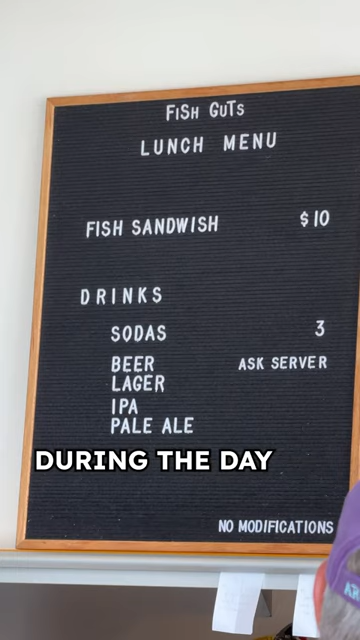 FiSH GUTs
LUNCH MENU
FISH SANDWISH $10
DRINKS
SODAS 3
BEER ASK SERVER
LAGER
IPA
PALE ALE
DURING THE DAY
NO MODIFICATIONS